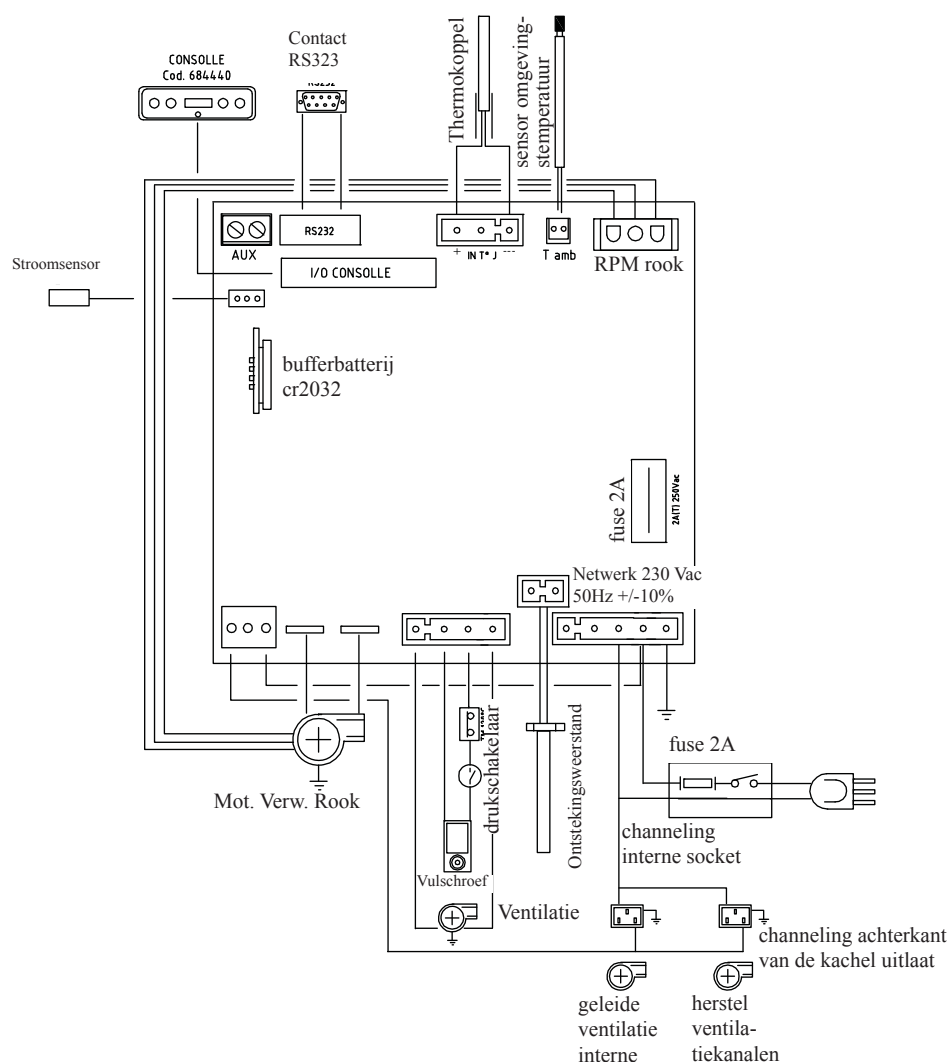 CONSOLLE
Cod. 684440
Contact
RS323
RS232
Thermokoppel
sensor omgeving-
stemperatuur
AUX
RS232
+ IN T° J ---
T amb
RPM rook
I/O CONSOLLE
Stroomsensor
bufferbatterij
cr2032
fuse 2A
2A(T) 250Vac
Netwerk 230 Vac
50Hz +/-10%
Mot. Verw. Rook
drukschakelaar
Ontstekingsweerstand
fuse 2A
channeling
interne socket
Vulschroef
Ventilatie
channeling achterkant
van de kachel uitlaat
geleide
ventilatie
interne
herstel
ventila-
tiekanalen